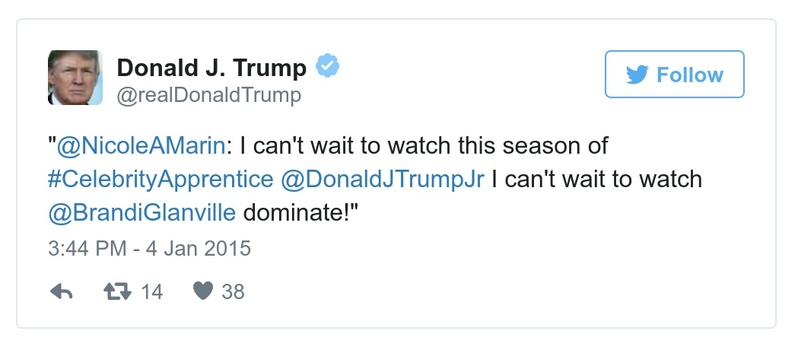 Donald J. Trump
@realDonaldTrump
Follow
"@NicoleAMarin: I can't wait to watch this season of
#CelebrityApprentice @DonaldJTrumpJr I can't wait to watch
@BrandiGlanville dominate!"
3:44 PM - 4 Jan 2015
14 38